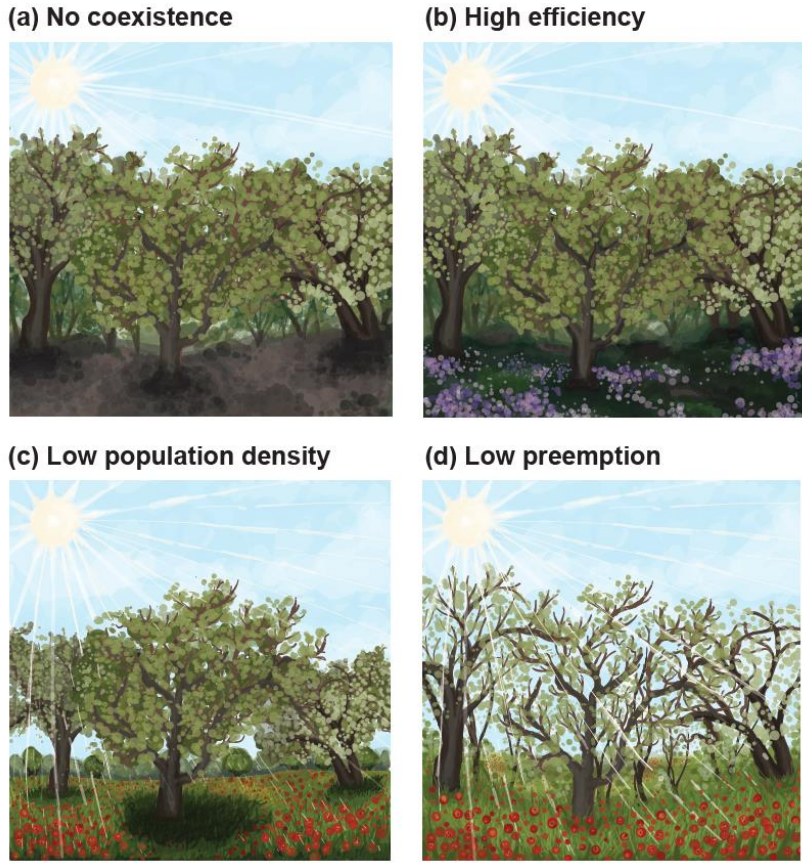 (a) No coexistence
(b) High efficiency
(c) Low population density
(d) Low preemption